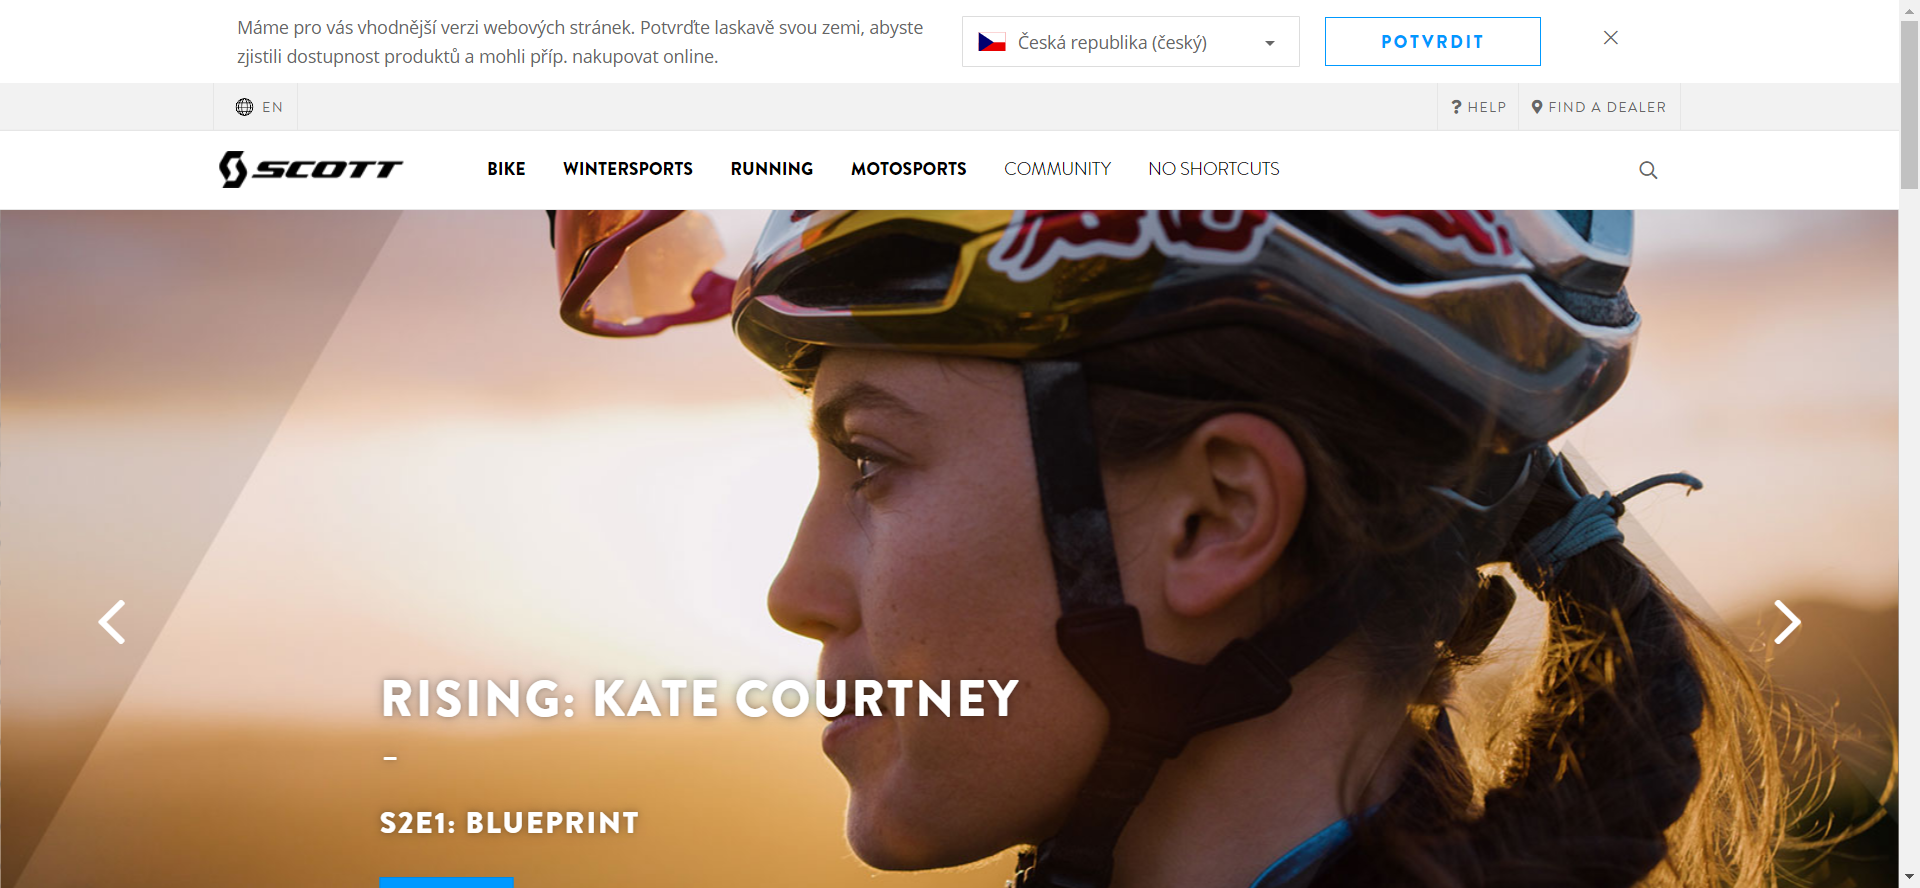 Máme pro vás vhodnější verzi webových stránek. Potvrďte laskavě svou zemi, abyste
zjistili dostupnost produktů a mohli příp. nakupovat online.
Česká republika (český)
POTVRDIT
EN
? HELP
FIND A DEALER
SCOTT
BIKE
WINTERSPORTS
RUNNING
MOTOSPORTS
COMMUNITY
NO SHORTCUTS
RISING: KATE COURTNEY
–
S2E1: BLUEPRINT